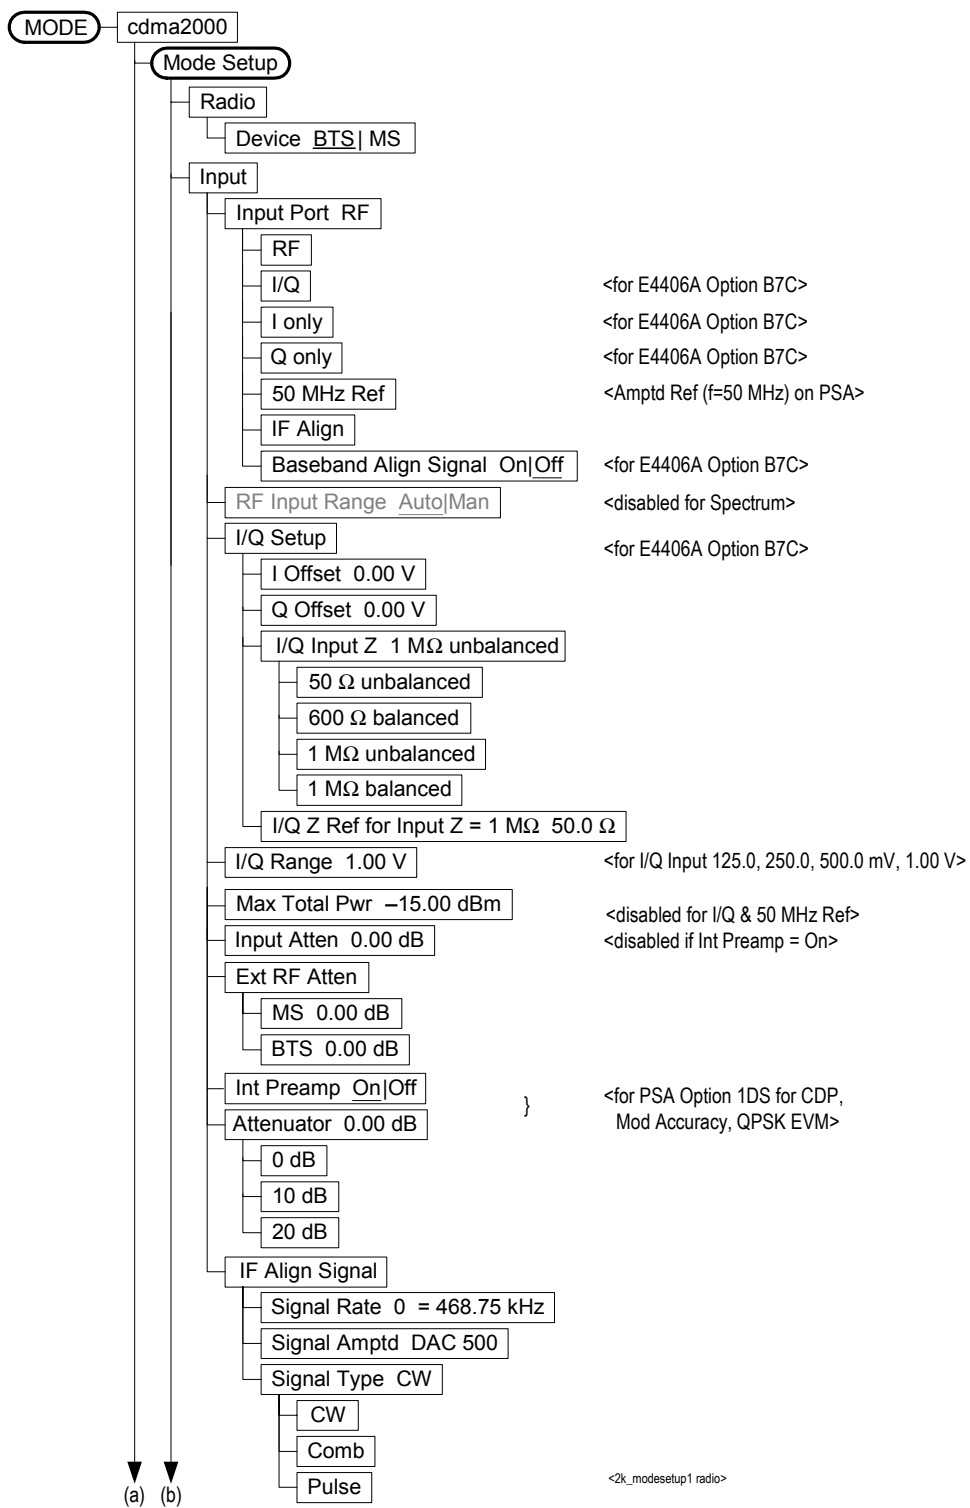 MODE cdma2000
Mode Setup
Radio
Device BTS| MS
Input
Input Port RF
RF
I/Q <for E4406A Option B7C>
I only <for E4406A Option B7C>
Q only <for E4406A Option B7C>
50 MHz Ref <Amptd Ref (f=50 MHz) on PSA>
IF Align
Baseband Align Signal On|Off <for E4406A Option B7C>
RF Input Range Auto|Man <disabled for Spectrum>
I/Q Setup <for E4406A Option B7C>
I Offset 0.00 V
Q Offset 0.00 V
I/Q Input Z 1 MΩ unbalanced
50 Ω unbalanced
600 Ω balanced
1 MΩ unbalanced
1 MΩ balanced
I/Q Z Ref for Input Z = 1 MΩ 50.0 Ω
I/Q Range 1.00 V <for I/Q Input 125.0, 250.0, 500.0 mV, 1.00 V>
Max Total Pwr –15.00 dBm <disabled for I/Q & 50 MHz Ref>
Input Atten 0.00 dB <disabled if Int Preamp = On>
Ext RF Atten
MS 0.00 dB
BTS 0.00 dB
Int Preamp On|Off } <for PSA Option 1DS for CDP,
Attenuator 0.00 dB Mod Accuracy, QPSK EVM>
0 dB
10 dB
20 dB
IF Align Signal
Signal Rate 0 = 468.75 kHz
Signal Amptd DAC 500
Signal Type CW
CW
Comb
Pulse <2k_modesetup1 radio>
(a) (b)